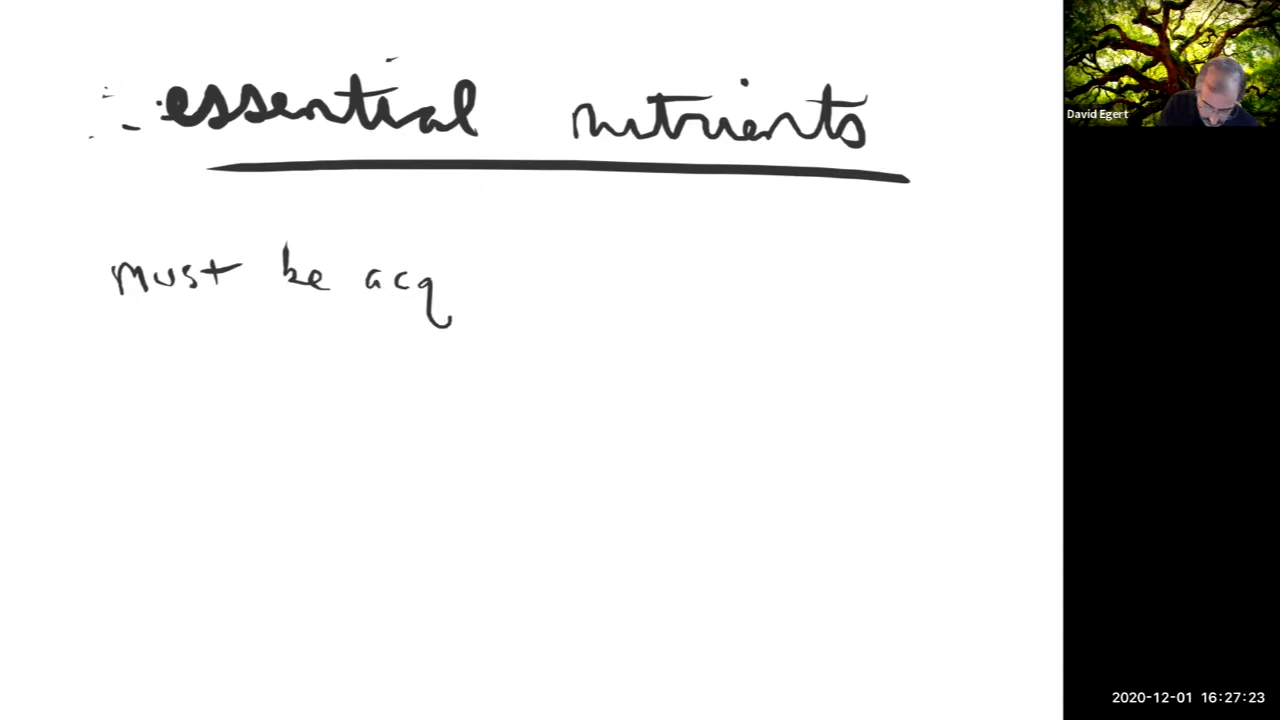 essential nutrients
must be acq
David Egert
2020-12-01 16:27:23